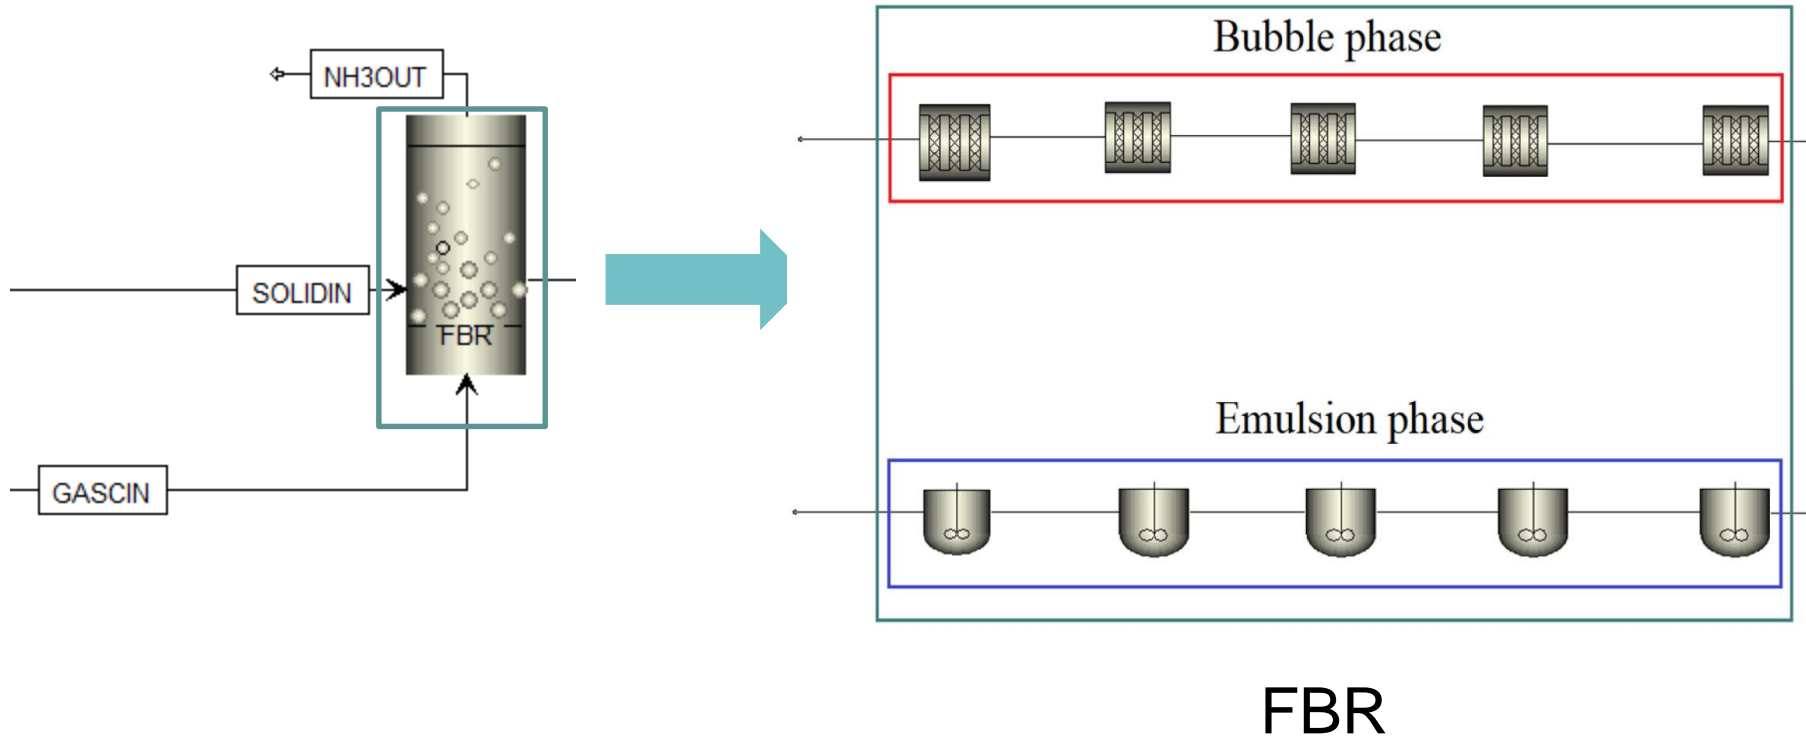 NH3OUT
SOLIDIN
FBR
GASCIN
Bubble phase
Emulsion phase
FBR